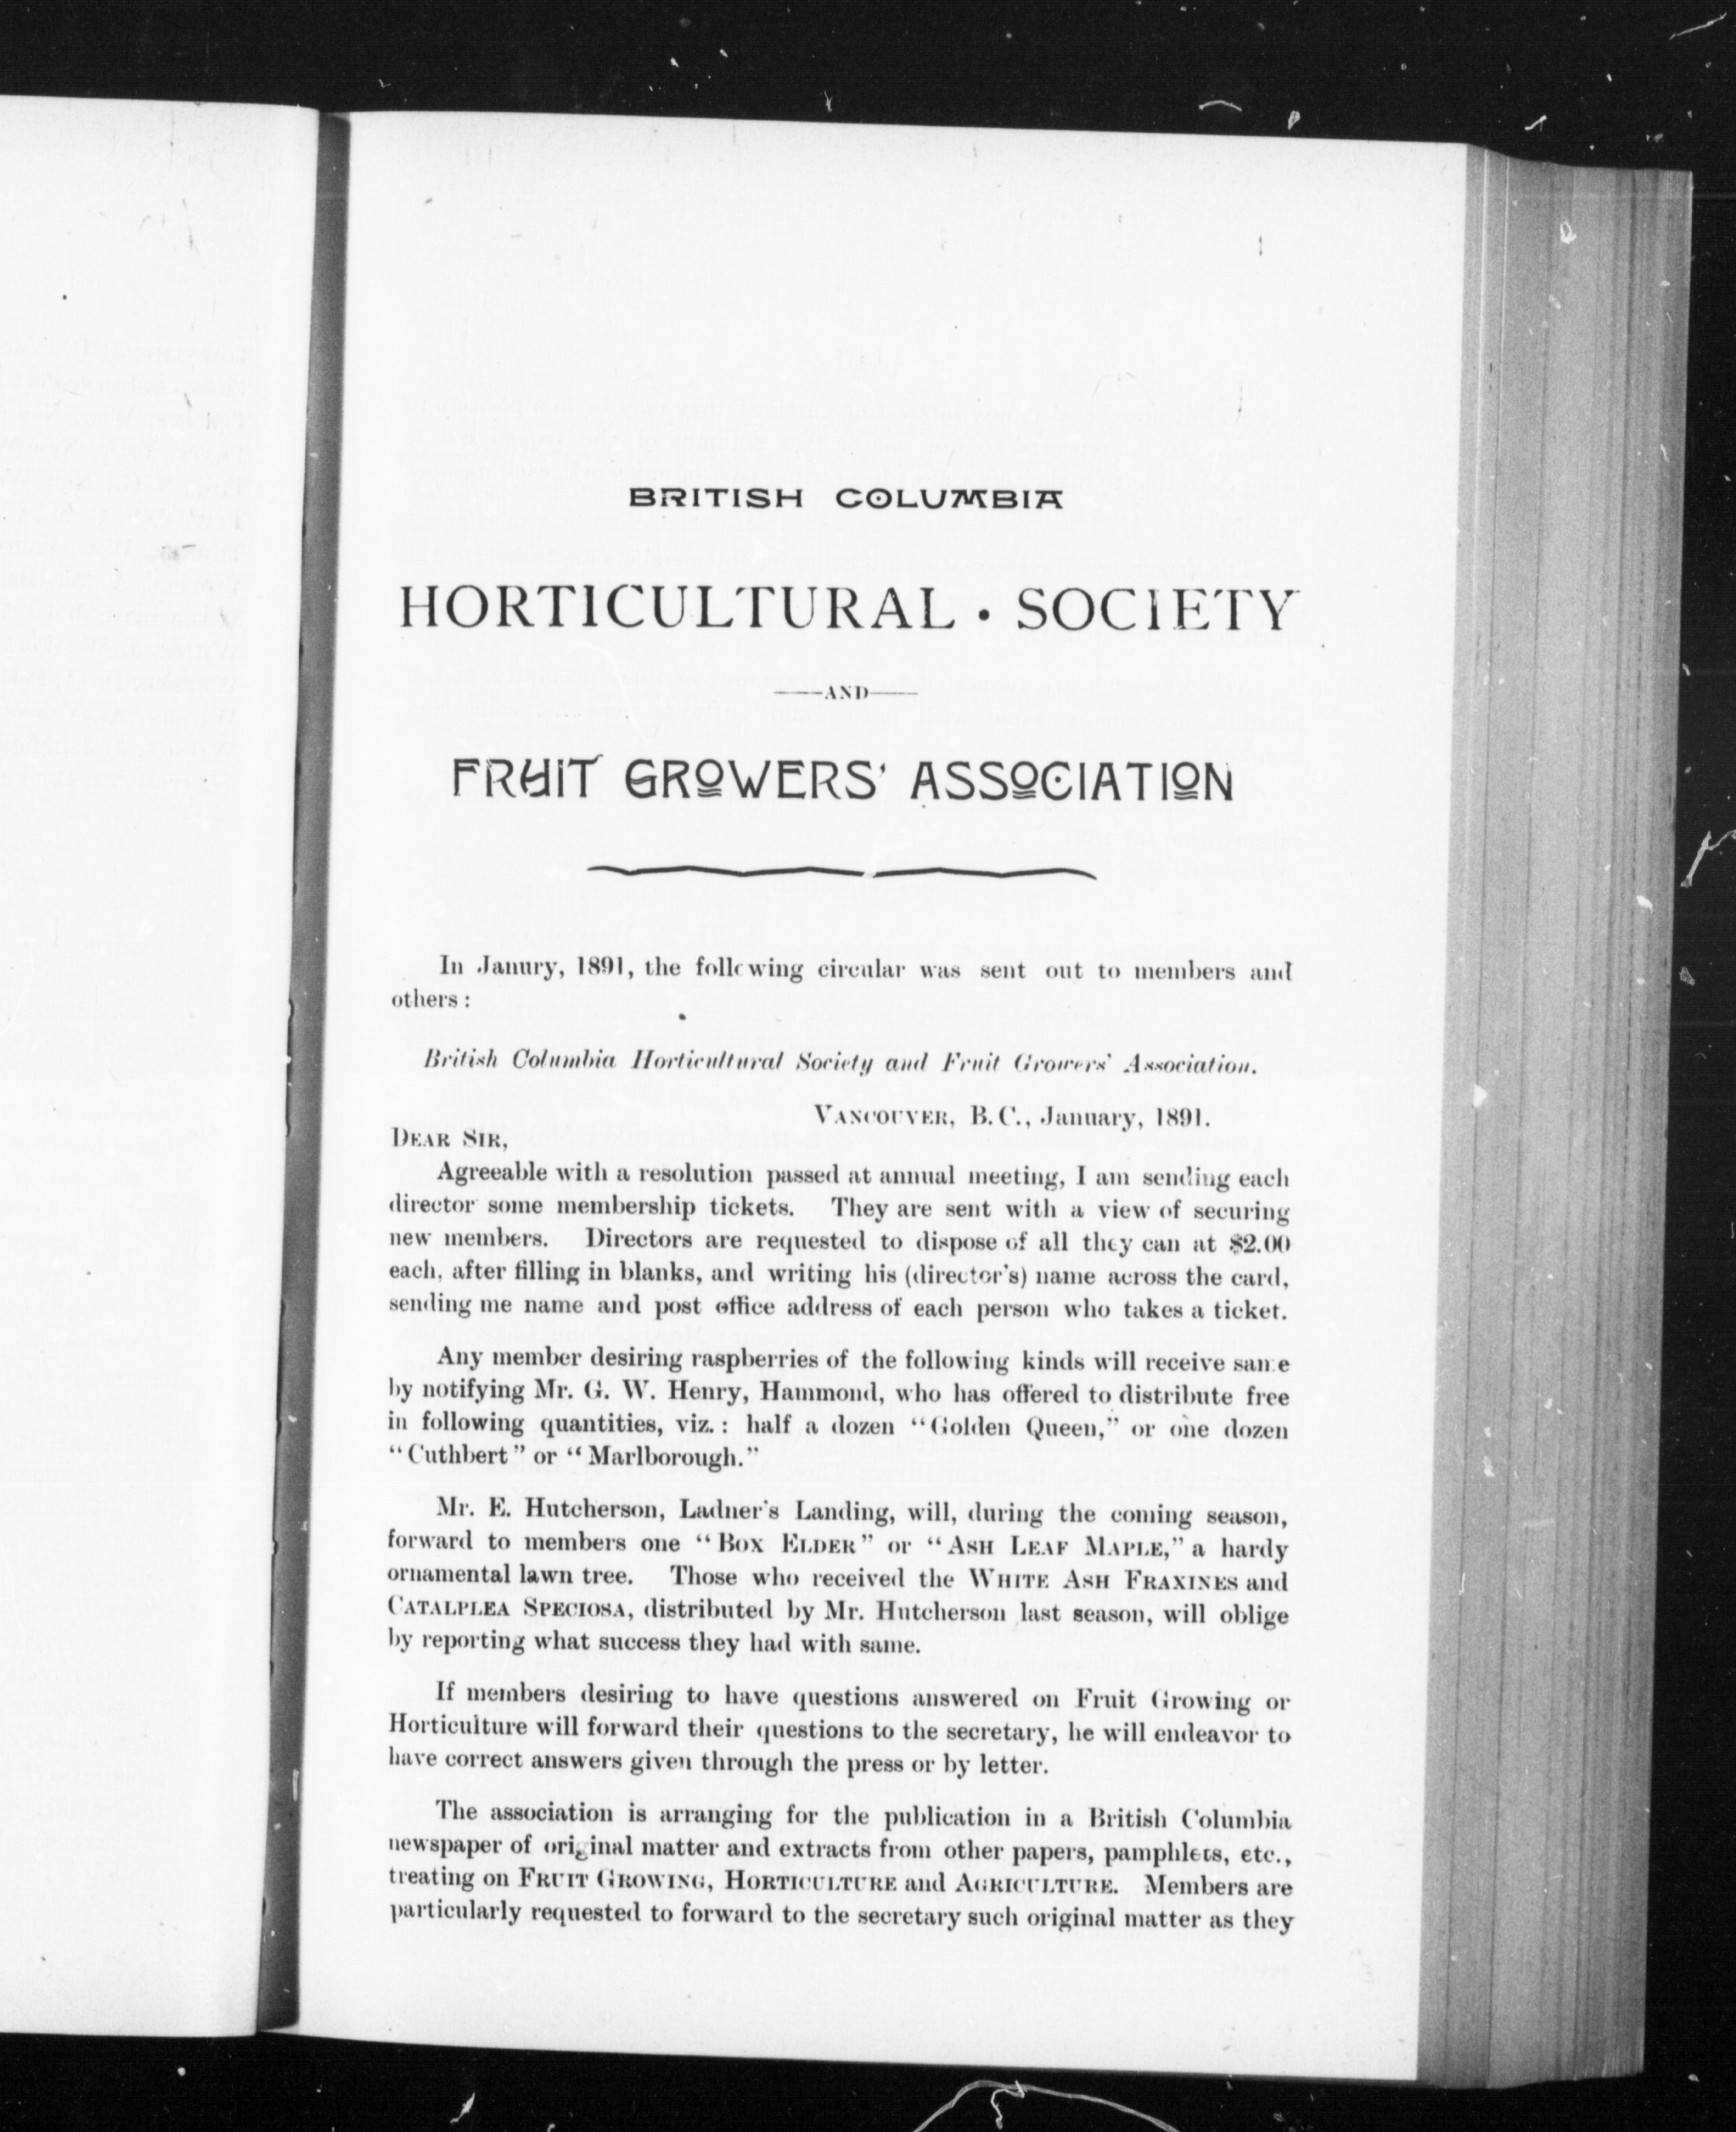 BRITISH COLUMBIA
HORTICULTURAL • SOCIETY
——AND——
FRUIT GROWERS' ASSOCIATION
In Janury, 1891, the following circular was sent out to members and
others:
British Columbia Horticultural Society and Fruit Growers' Association.
VANCOUVER, B.C., January, 1891.
DEAR SIR,
Agreeable with a resolution passed at annual meeting, I am sending each
director some membership tickets. They are sent with a view of securing
new members. Directors are requested to dispose of all they can at $2.00
each, after filling in blanks, and writing his (director's) name across the card,
sending me name and post office address of each person who takes a ticket.
Any member desiring raspberries of the following kinds will receive same
by notifying Mr. G. W. Henry, Hammond, who has offered to distribute free
in following quantities, viz.: half a dozen "Golden Queen," or one dozen
"Cuthbert" or "Marlborough."
Mr. E. Hutcherson, Ladner's Landing, will, during the coming season,
forward to members one "BOX ELDER" or "ASH LEAF MAPLE," a hardy
ornamental lawn tree. Those who received the WHITE ASH FRAXINES and
CATALPLEA SPECIOSA, distributed by Mr. Hutcherson last season, will oblige
by reporting what success they had with same.
If members desiring to have questions answered on Fruit Growing or
Horticulture will forward their questions to the secretary, he will endeavor to
have correct answers given through the press or by letter.
The association is arranging for the publication in a British Columbia
newspaper of original matter and extracts from other papers, pamphlets, etc.,
treating on FRUIT GROWING, HORTICULTURE and AGRICULTURE. Members are
particularly requested to forward to the secretary such original matter as they